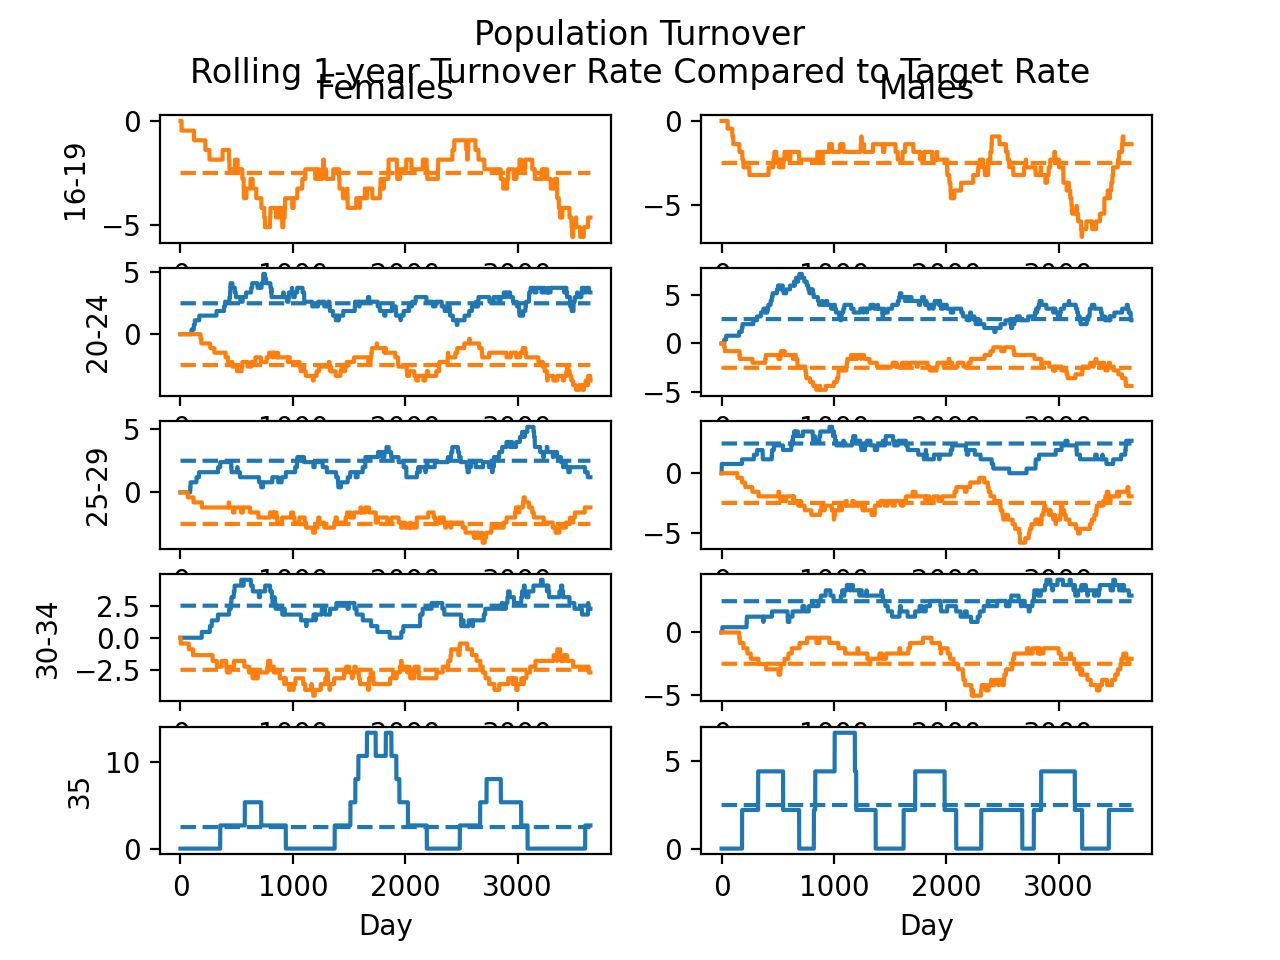 Population Turnover
Rolling 1-year Turnover Rate Compared to Target Rate
Females Males
16-19 0 −5 0 −5
20-24 5 0 5 0 −5
25-29 5 0 0 −5
30-34 2.5 0.0 −2.5 0 −5
35 10 0 5 0
0 1000 2000 3000 0 1000 2000 3000
Day Day